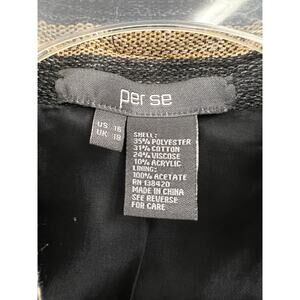 per se
US 16
UK 18
SHELL:
35% POLYESTER
31% COTTON
24% VISCOSE
10% ACRYLIC
LINING:
100% ACETATE
RN 138420
MADE IN CHINA
SEE REVERSE
FOR CARE